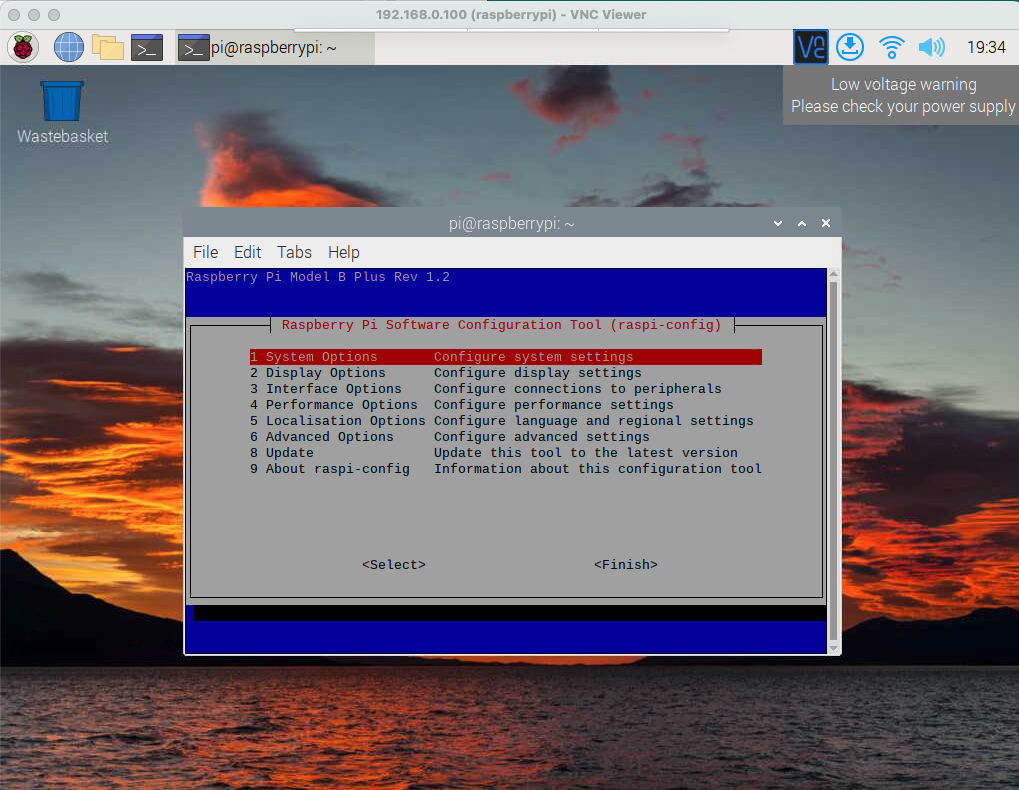 192.168.0.100 (raspberrypi) - VNC Viewer
>_ >_ pi@raspberrypi: ~ 19:34
Low voltage warning
Please check your power supply
Wastebasket
pi@raspberrypi: ~
File Edit Tabs Help
Raspberry Pi Model B Plus Rev 1.2
Raspberry Pi Software Configuration Tool (raspi-config)
1 System Options Configure system settings
2 Display Options Configure display settings
3 Interface Options Configure connections to peripherals
4 Performance Options Configure performance settings
5 Localisation Options Configure language and regional settings
6 Advanced Options Configure advanced settings
8 Update Update this tool to the latest version
9 About raspi-config Information about this configuration tool
<Select> <Finish>